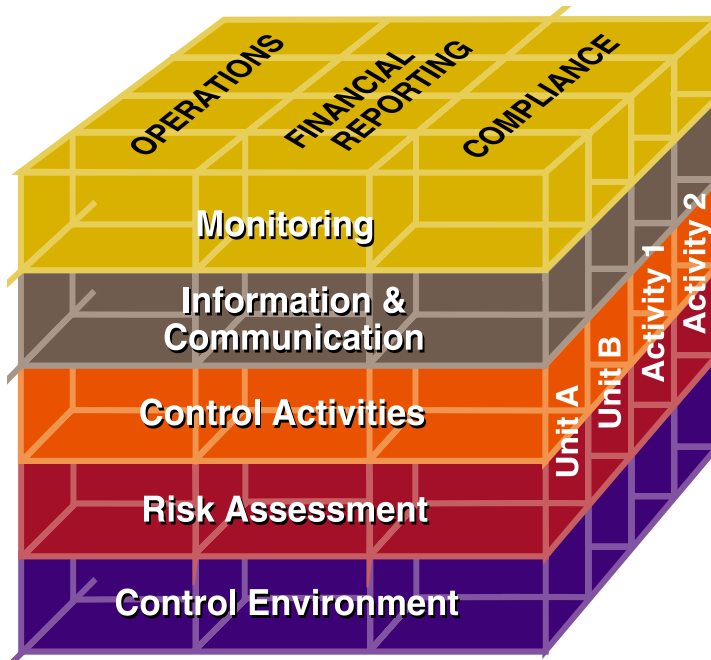 OPERATIONS
FINANCIAL
REPORTING
COMPLIANCE
Monitoring
Information &
Communication
Control Activities
Risk Assessment
Control Environment
Unit A
Unit B
Activity 1
Activity 2